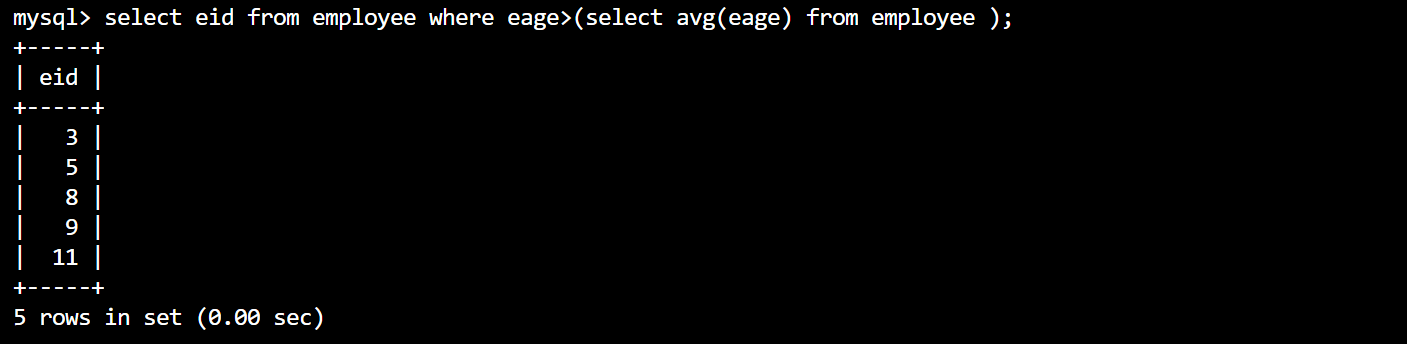 mysql> select eid from employee where eage>(select avg(eage) from employee );
+-----+
| eid |
+-----+
|   3 |
|   5 |
|   8 |
|   9 |
|  11 |
+-----+
5 rows in set (0.00 sec)